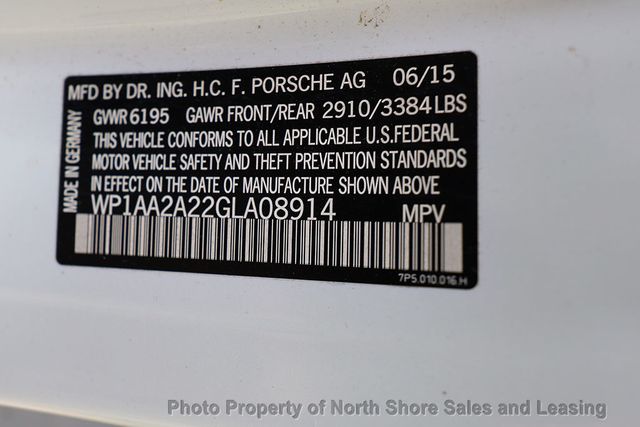 MFD BY DR. ING. H.C. F. PORSCHE AG 06/15
GVWR 6195 GAWR FRONT/REAR 2910/3384 LBS
THIS VEHICLE CONFORMS TO ALL APPLICABLE U.S.FEDERAL
MOTOR VEHICLE SAFETY AND THEFT PREVENTION STANDARDS
IN EFFECT ON THE DATE OF MANUFACTURE SHOWN ABOVE
WP1AA2A22GLA08914 MPV
MADE IN GERMANY
7P5.010.016.H
Photo Property of North Shore Sales and Leasing